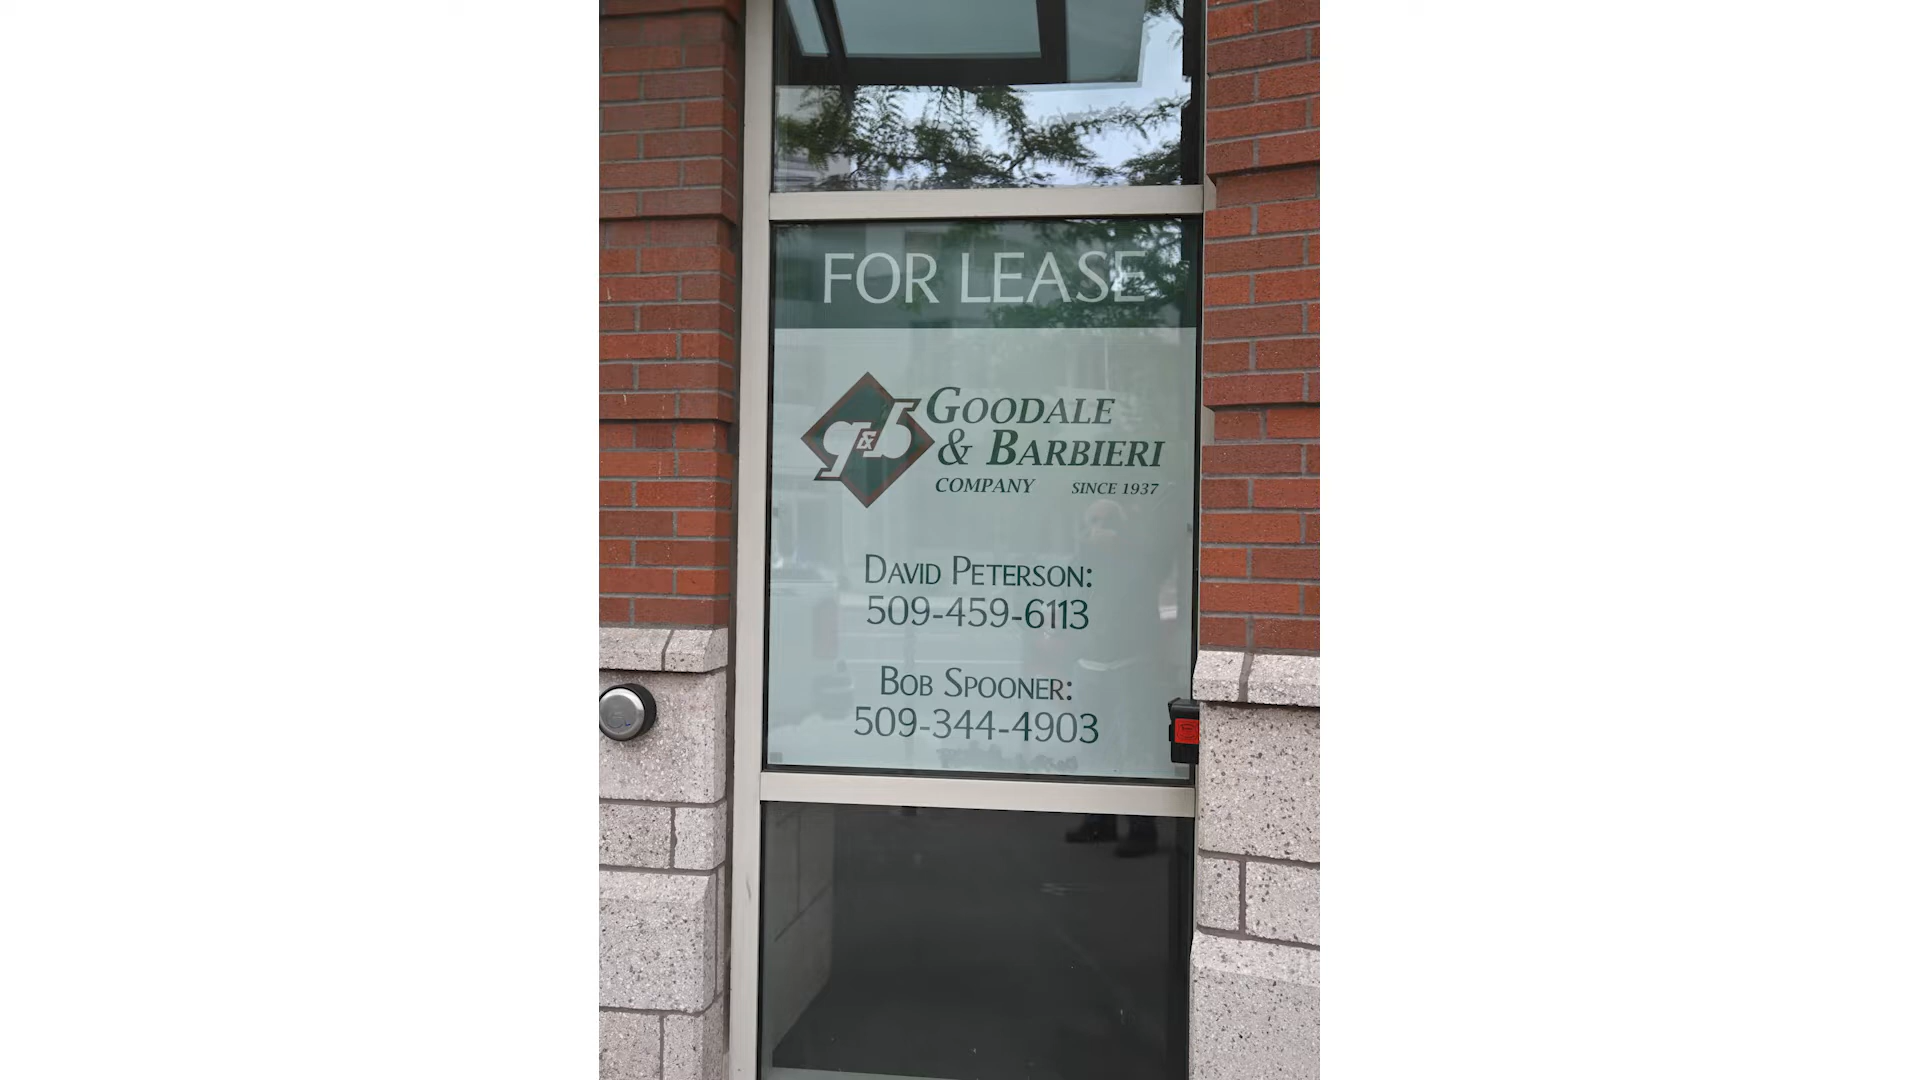 FOR LEASE
g&b
GOODALE
& BARBIERI
COMPANY SINCE 1937
DAVID PETERSON:
509-459-6113
BOB SPOONER:
509-344-4903